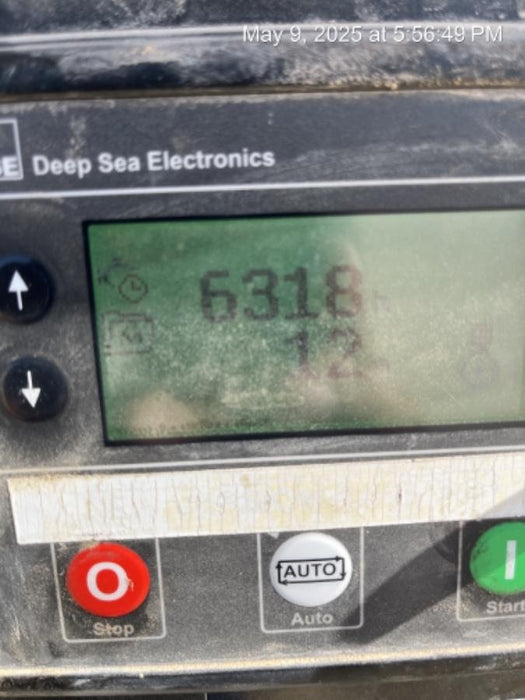 May 9, 2025 at 5:56:49 PM
Deep Sea Electronics
6318 h
12
Stop
AUTO
Auto
Start